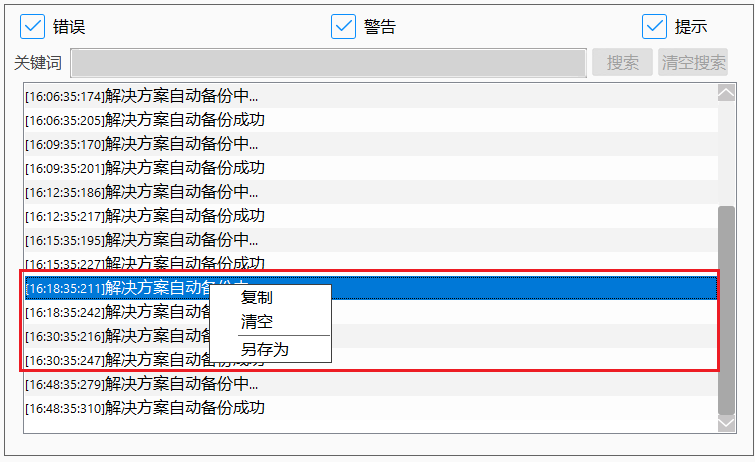 错误 警告 提示
关键词 搜索 清空搜索
[16:06:35:174]解决方案自动备份中...
[16:06:35:205]解决方案自动备份成功
[16:09:35:170]解决方案自动备份中...
[16:09:35:201]解决方案自动备份成功
[16:12:35:186]解决方案自动备份中...
[16:12:35:217]解决方案自动备份成功
[16:15:35:195]解决方案自动备份中...
[16:15:35:227]解决方案自动备份成功
[16:18:35:211]解决方案自动
复制
[16:18:35:242]解决方案自动
清空
[16:30:35:216]解决方案自动
另存为
[16:30:35:247]解决方案自动
[16:48:35:279]解决方案自动备份中...
[16:48:35:310]解决方案自动备份成功